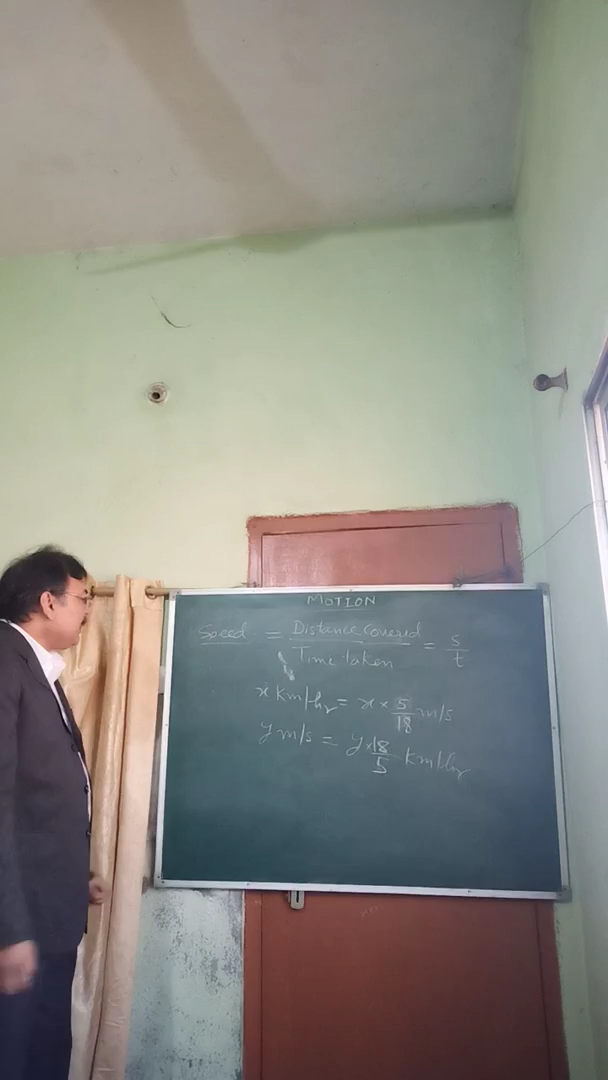 MOTION
Speed = Distance covered / Time taken = s / t
x km/hr = x × 5/18 m/s
y m/s = y × 18/5 km/hr